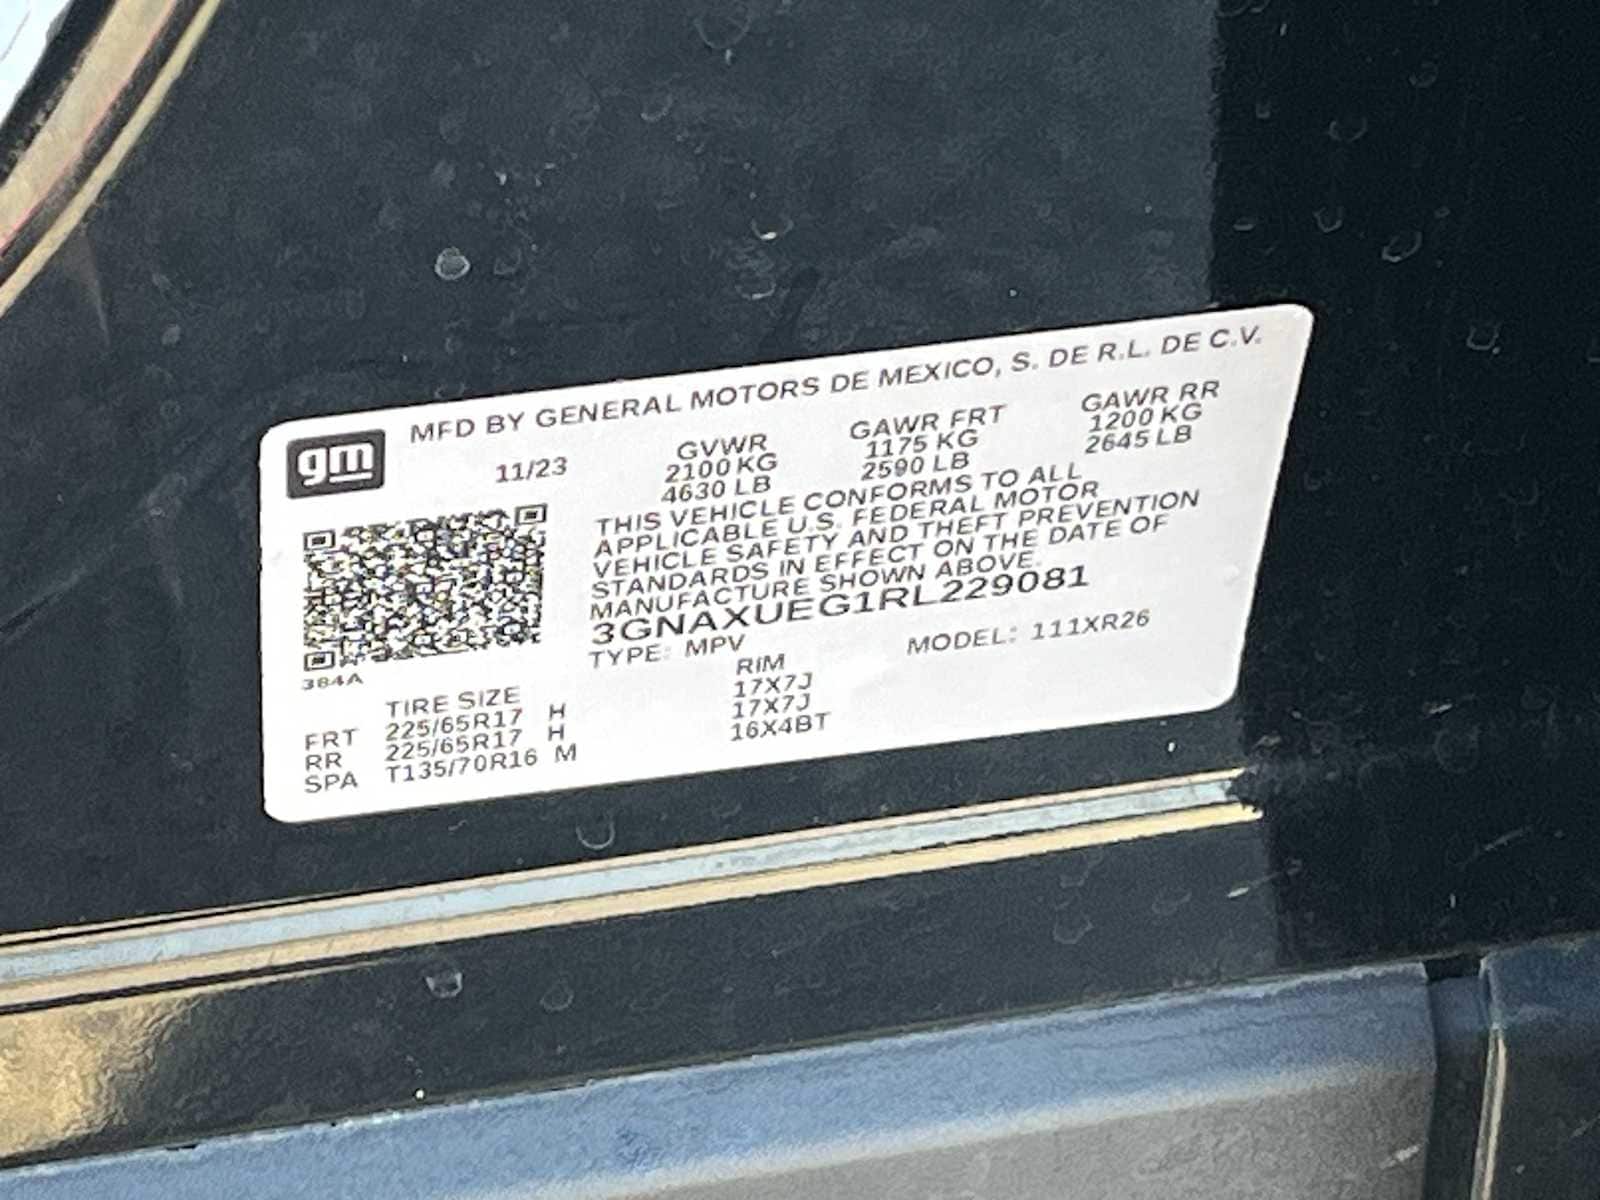 MFD BY GENERAL MOTORS DE MEXICO, S. DE R.L. DE C.V.
gm
11/23
GVWR GAWR FRT GAWR RR
2100 KG 1175 KG 1200 KG
4630 LB 2590 LB 2645 LB
THIS VEHICLE CONFORMS TO ALL
APPLICABLE U.S. FEDERAL MOTOR
VEHICLE SAFETY AND THEFT PREVENTION
STANDARDS IN EFFECT ON THE DATE OF
MANUFACTURE SHOWN ABOVE.
3GNAXUEG1RL229081
TYPE: MPV MODEL: 111XR26
384A
TIRE SIZE RIM
FRT 225/65R17 H 17X7J
RR 225/65R17 H 17X7J
SPA T135/70R16 M 16X4BT